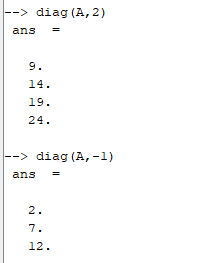 --> diag(A,2)
ans  =
9.
14.
19.
24.
--> diag(A,-1)
ans  =
2.
7.
12.